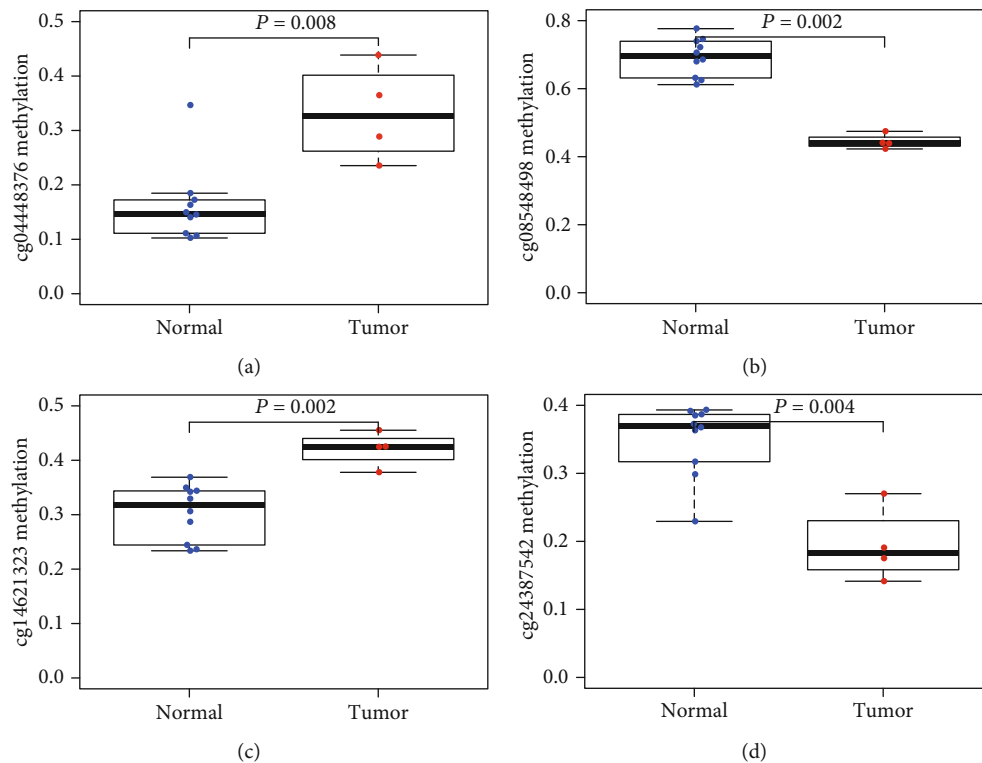 cg04448376 methylation
0.5
0.4
0.3
0.2
0.1
0.0
P = 0.008
Normal
Tumor
(a)
cg08548498 methylation
0.8
0.6
0.4
0.2
0.0
P = 0.002
Normal
Tumor
(b)
cg14621323 methylation
0.5
0.4
0.3
0.2
0.1
0.0
P = 0.002
Normal
Tumor
(c)
cg24387542 methylation
0.4
0.3
0.2
0.1
0.0
P = 0.004
Normal
Tumor
(d)